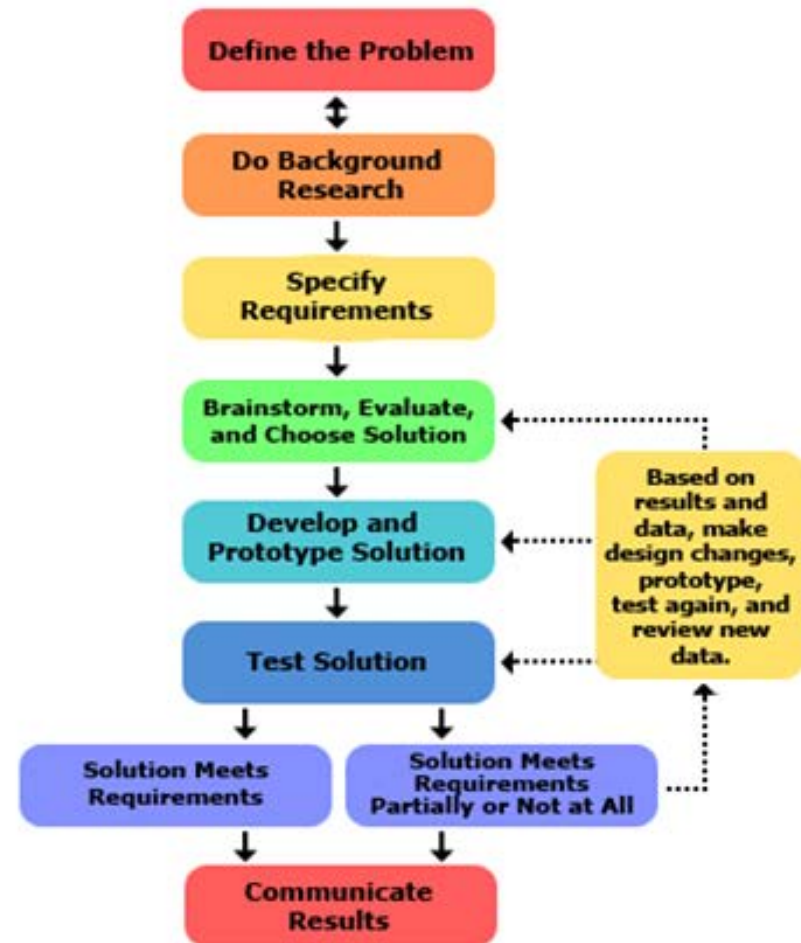 Define the Problem
Do Background
Research
Specify
Requirements
Brainstorm, Evaluate,
and Choose Solution
Based on
results and
data, make
design changes,
prototype,
test again, and
review new
data.
Develop and
Prototype Solution
Test Solution
Solution Meets
Requirements
Solution Meets
Requirements
Partially or Not at All
Communicate
Results